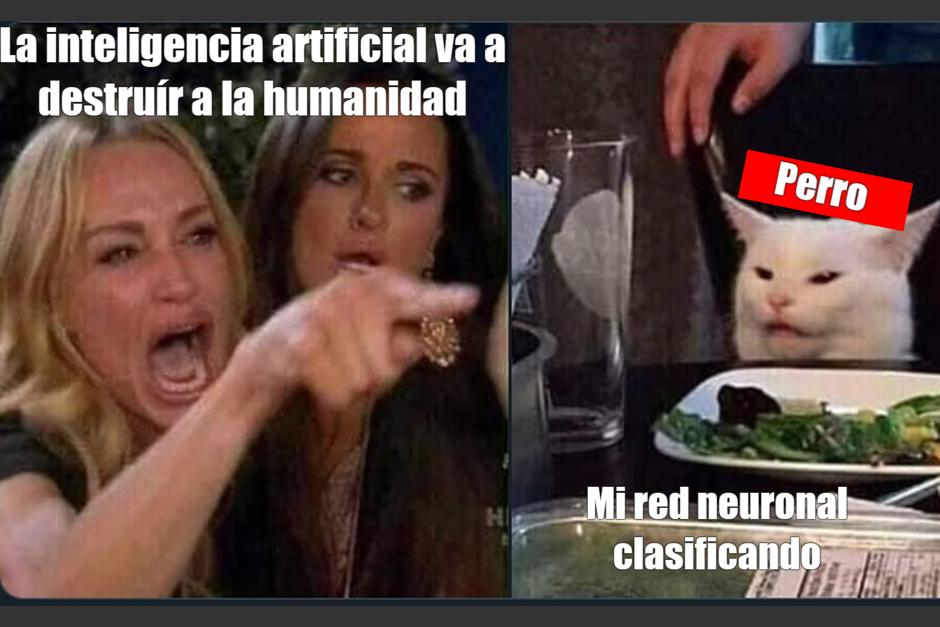 La inteligencia artificial va a
destruír a la humanidad
Perro
Mi red neuronal
clasificando